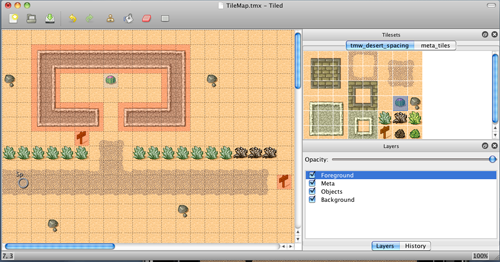 TileMap.tmx - Tiled
Tilesets
tmw_desert_spacing meta_tiles
Sp
Layers
Opacity:
Foreground
Meta
Objects
Background
Layers History
7, 3 100%